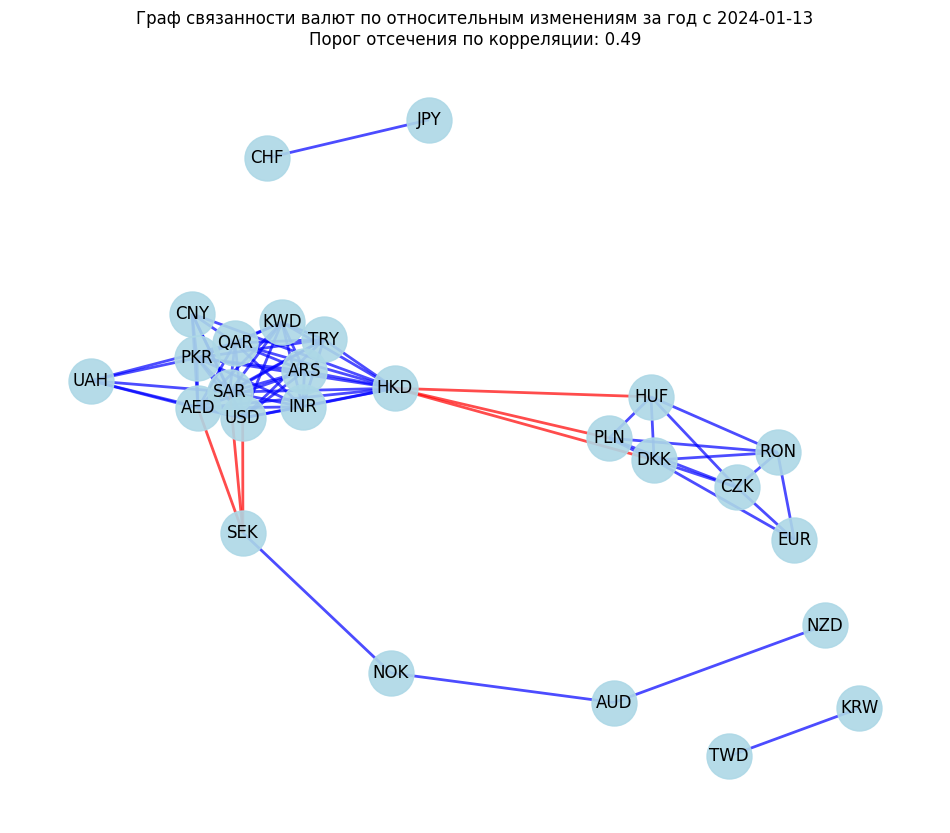 Граф связанности валют по относительным изменениям за год с 2024-01-13
Порог отсечения по корреляции: 0.49
JPY
CHF
CNY
KWD
QAR
TRY
PKR
ARS
UAH
SAR
HKD
AED
USD
INR
HUF
PLN
DKK
RON
CZK
SEK
EUR
NZD
NOK
AUD
KRW
TWD